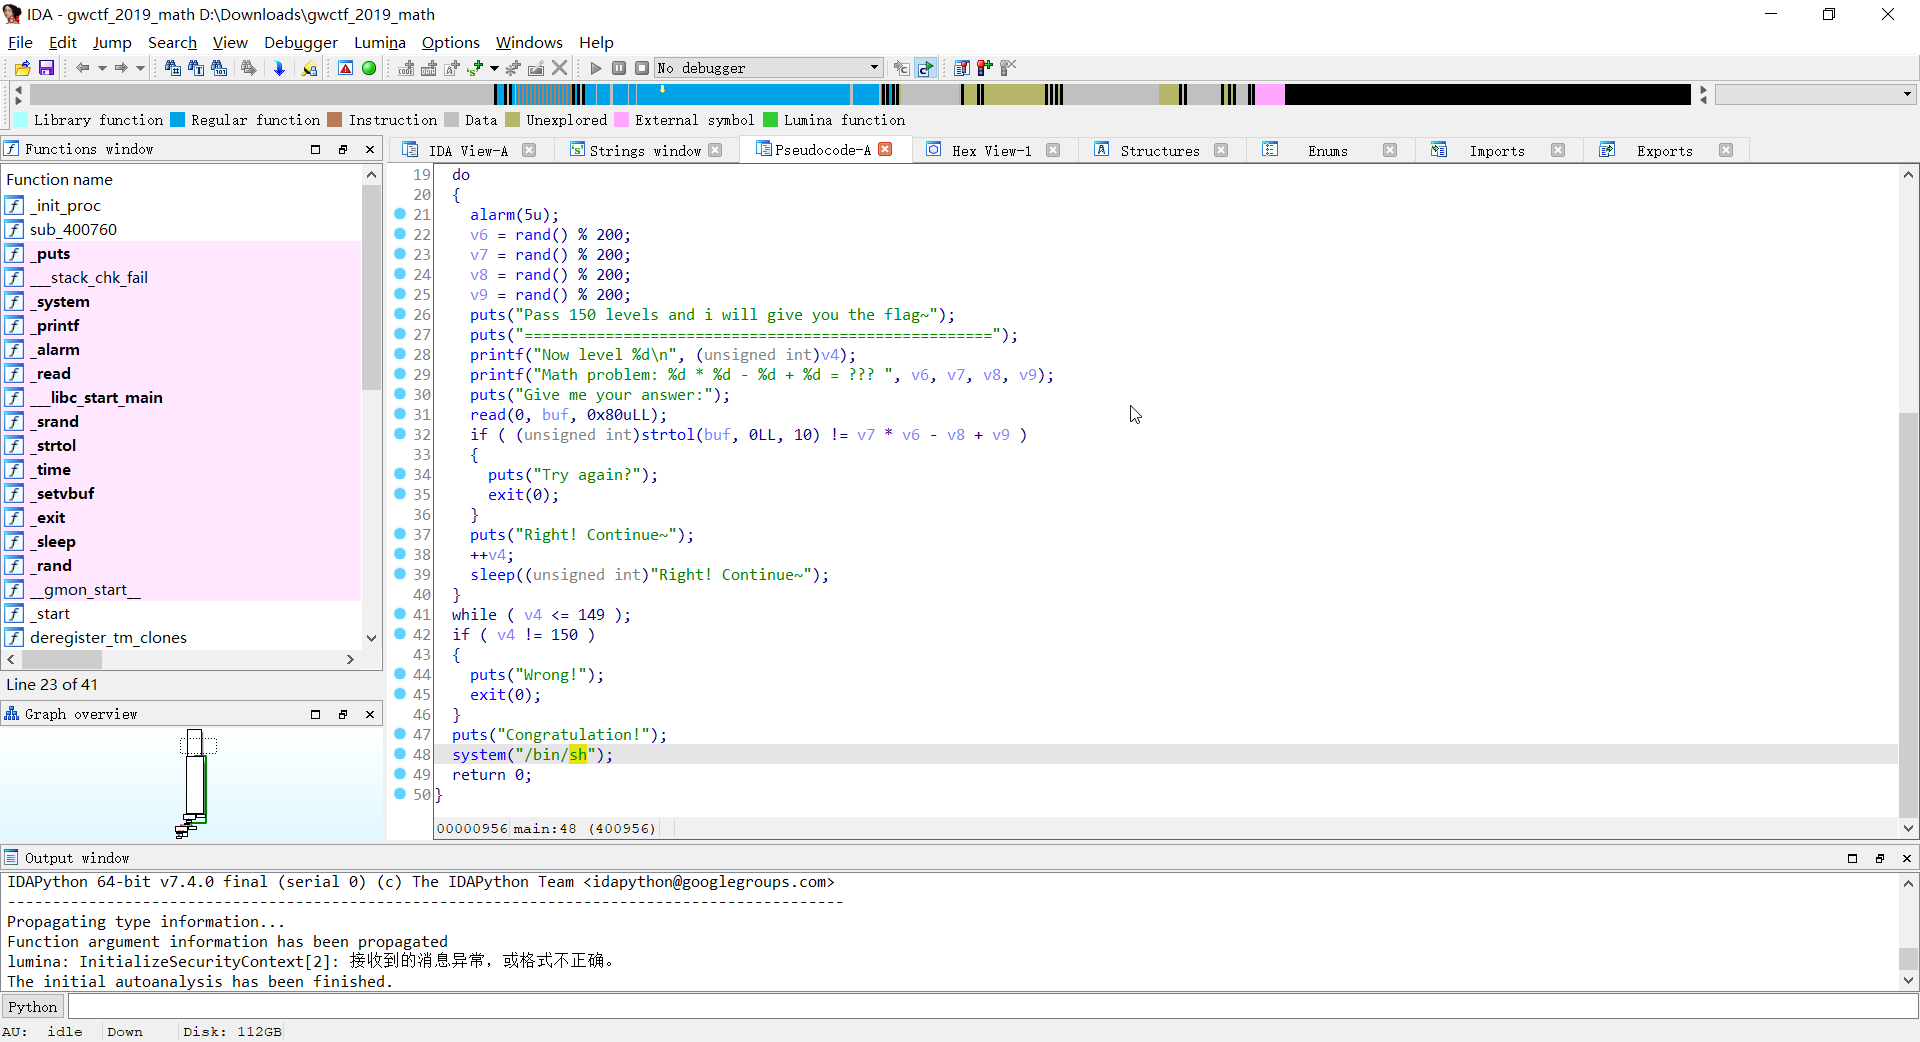 IDA - gwctf_2019_math D:\Downloads\gwctf_2019_math
File Edit Jump Search View Debugger Lumina Options Windows Help
No debugger
Library function Regular function Instruction Data Unexplored External symbol Lumina function
Functions window
IDA View-A Strings window Pseudocode-A Hex View-1 Structures Enums Imports Exports
Function name
_init_proc
sub_400760
_puts
___stack_chk_fail
_system
_printf
_alarm
_read
___libc_start_main
_srand
_strtol
_time
_setvbuf
_exit
_sleep
_rand
__gmon_start__
_start
deregister_tm_clones
Line 23 of 41
Graph overview
19 do
20 {
21 alarm(5u);
22 v6 = rand() % 200;
23 v7 = rand() % 200;
24 v8 = rand() % 200;
25 v9 = rand() % 200;
26 puts("Pass 150 levels and i will give you the flag~");
27 puts("====================================================");
28 printf("Now level %d\n", (unsigned int)v4);
29 printf("Math problem: %d * %d - %d + %d = ??? ", v6, v7, v8, v9);
30 puts("Give me your answer:");
31 read(0, buf, 0x80uLL);
32 if ( (unsigned int)strtol(buf, 0LL, 10) != v7 * v6 - v8 + v9 )
33 {
34 puts("Try again?");
35 exit(0);
36 }
37 puts("Right! Continue~");
38 ++v4;
39 sleep((unsigned int)"Right! Continue~");
40 }
41 while ( v4 <= 149 );
42 if ( v4 != 150 )
43 {
44 puts("Wrong!");
45 exit(0);
46 }
47 puts("Congratulation!");
48 system("/bin/sh");
49 return 0;
50 }
00000956 main:48 (400956)
Output window
IDAPython 64-bit v7.4.0 final (serial 0) (c) The IDAPython Team <idapython@googlegroups.com>
---------------------------------------------------------------------------------------------
Propagating type information...
Function argument information has been propagated
lumina: InitializeSecurityContext[2]: 接收到的消息异常，或格式不正确。
The initial autoanalysis has been finished.
Python
AU: idle Down Disk: 112GB